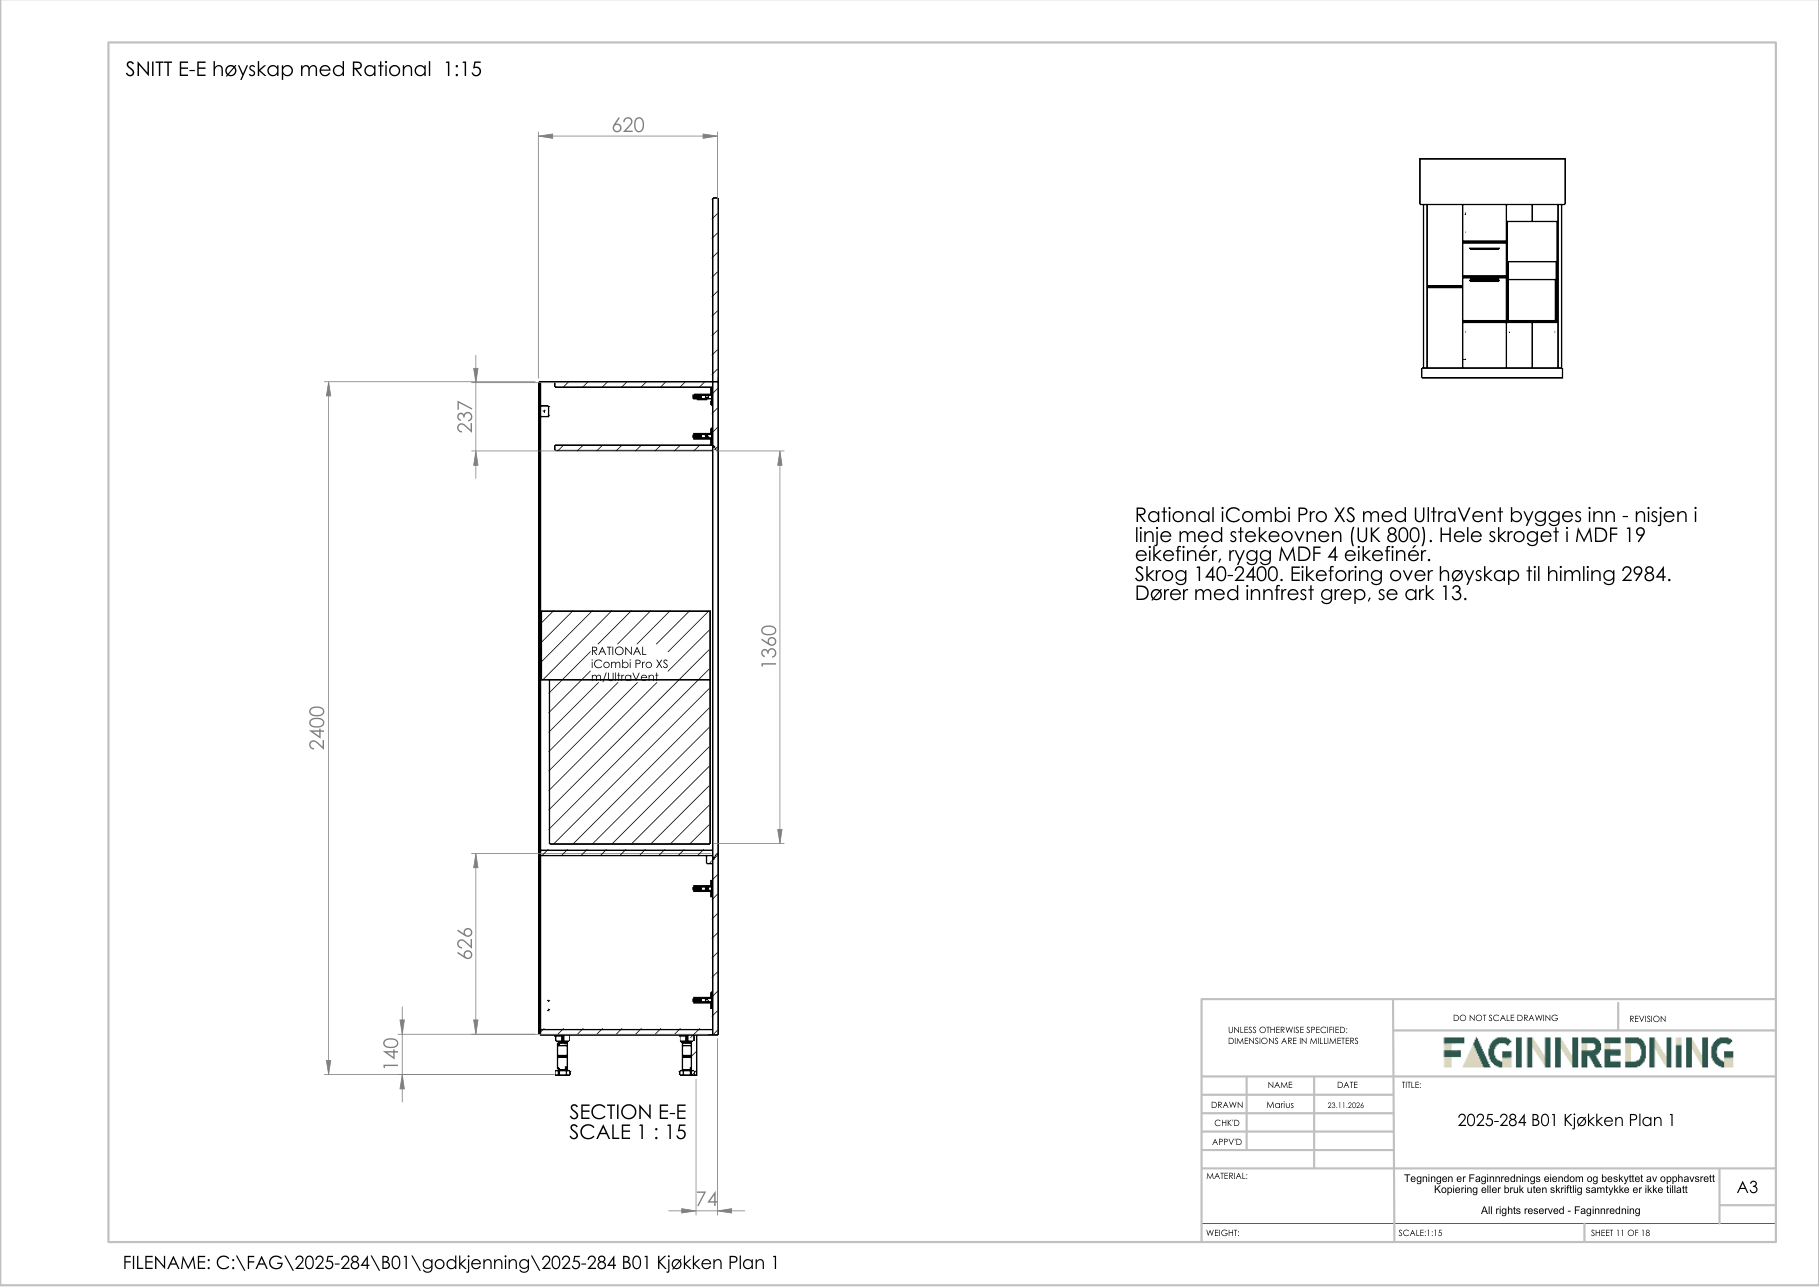 SNITT E-E høyskap med Rational 1:15
620
237
2400
1360
RATIONAL
iCombi Pro XS
m/UltraVent
626
140
SECTION E-E
SCALE 1 : 15
74
Rational iCombi Pro XS med UltraVent bygges inn - nisjen i
linje med stekeovnen (UK 800). Hele skroget i MDF 19
eikefinér, rygg MDF 4 eikefinér.
Skrog 140-2400. Eikeforing over høyskap til himling 2984.
Dører med innfrest grep, se ark 13.
UNLESS OTHERWISE SPECIFIED:
DIMENSIONS ARE IN MILLIMETERS
DO NOT SCALE DRAWING
REVISION
FAGINNREDNiNG
NAME
DATE
DRAWN
Marius
23.11.2026
CHK'D
APPV'D
TITLE:
2025-284 B01 Kjøkken Plan 1
MATERIAL:
Tegningen er Faginnrednings eiendom og beskyttet av opphavsrett
Kopiering eller bruk uten skriftlig samtykke er ikke tillatt
All rights reserved - Faginnredning
A3
WEIGHT:
SCALE:1:15
SHEET 11 OF 18
FILENAME: C:\FAG\2025-284\B01\godkjenning\2025-284 B01 Kjøkken Plan 1